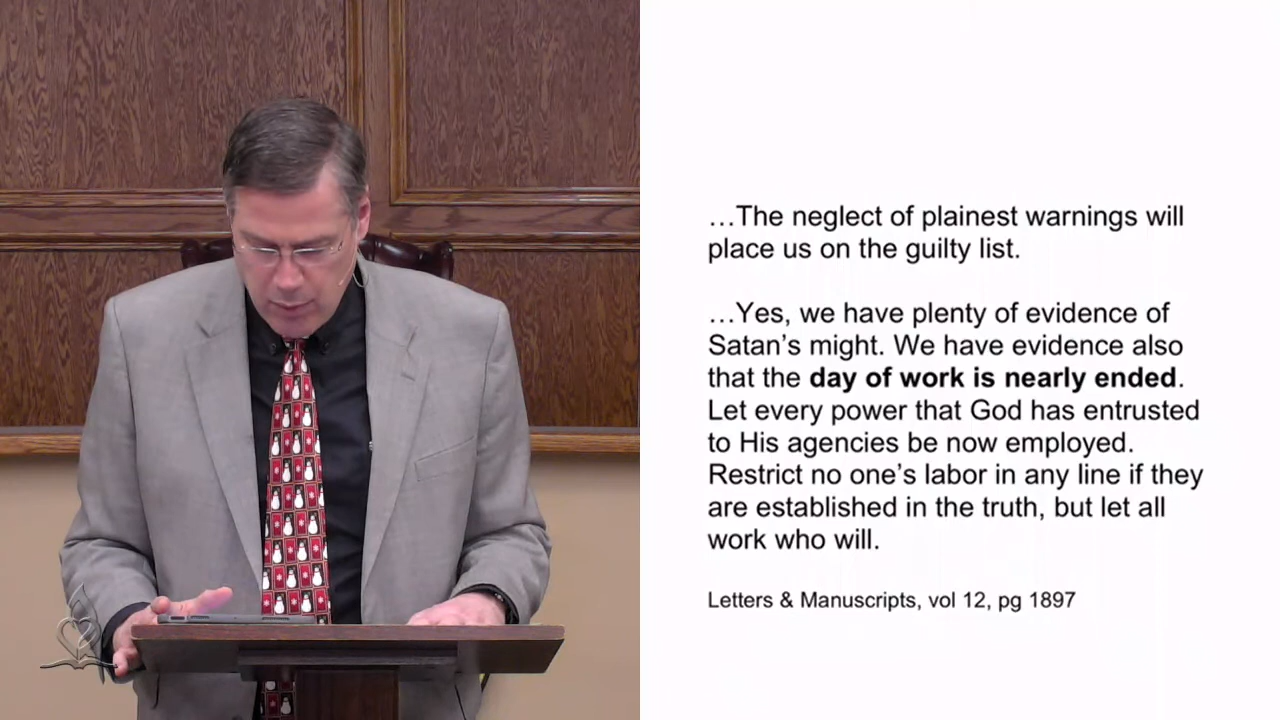 …The neglect of plainest warnings will
place us on the guilty list.
…Yes, we have plenty of evidence of
Satan’s might. We have evidence also
that the day of work is nearly ended.
Let every power that God has entrusted
to His agencies be now employed.
Restrict no one’s labor in any line if they
are established in the truth, but let all
work who will.
Letters & Manuscripts, vol 12, pg 1897